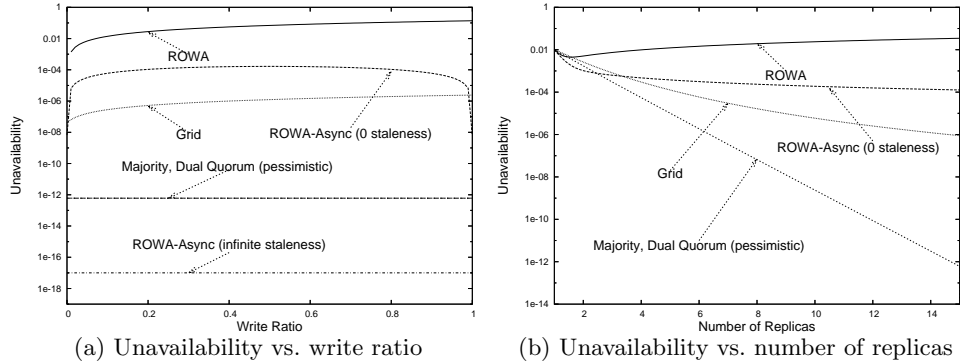 1
0.01
1e-04
1e-06
1e-08
1e-10
1e-12
1e-14
1e-16
1e-18
0
0.2
0.4
0.6
0.8
1
Unavailability
Write Ratio
ROWA
ROWA-Async (0 staleness)
Grid
Majority, Dual Quorum (pessimistic)
ROWA-Async (infinite staleness)
(a) Unavailability vs. write ratio
1
0.01
1e-04
1e-06
1e-08
1e-10
1e-12
1e-14
2
4
6
8
10
12
14
Unavailability
Number of Replicas
ROWA
ROWA-Async (0 staleness)
Grid
Majority, Dual Quorum (pessimistic)
(b) Unavailability vs. number of replicas